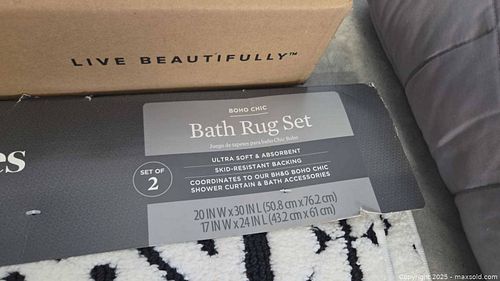 LIVE BEAUTIFULLY™
es
BOHO CHIC
Bath Rug Set
Juego de tapetes para baño Chic Boho
SET OF
2
ULTRA SOFT & ABSORBENT
SKID-RESISTANT BACKING
COORDINATES TO OUR BH&G BOHO CHIC
SHOWER CURTAIN & BATH ACCESSORIES
20 IN W x 30 IN L (50.8 cm x 76.2 cm)
17 IN W x 24 IN L (43.2 cm x 61 cm)
Copyright 2025 - maxsold.com